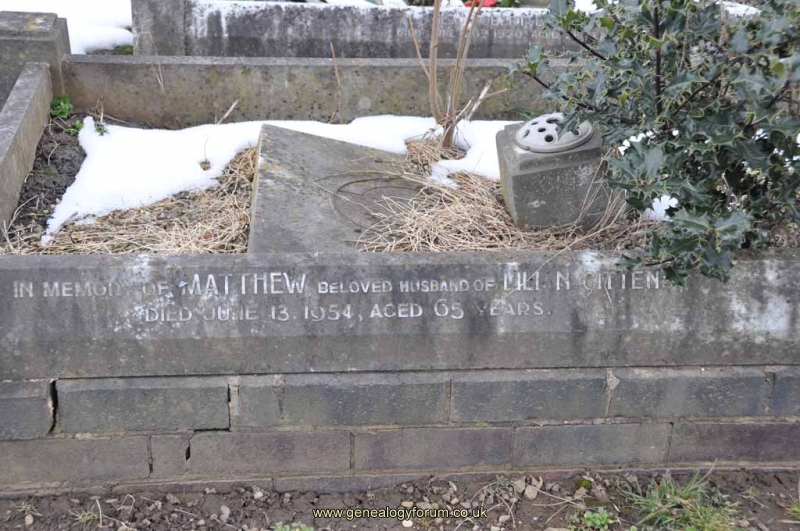 IN MEMORY OF MATTHEW BELOVED HUSBAND OF
DIED JUNE 13. 1954, AGED 65 YEARS.
www.genealogyforum.co.uk